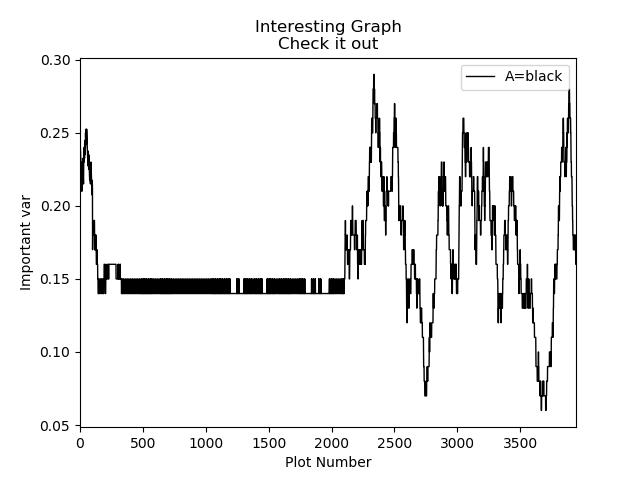 Interesting Graph
Check it out
A=black
Important var
0.30
0.25
0.20
0.15
0.10
0.05
0 500 1000 1500 2000 2500 3000 3500
Plot Number